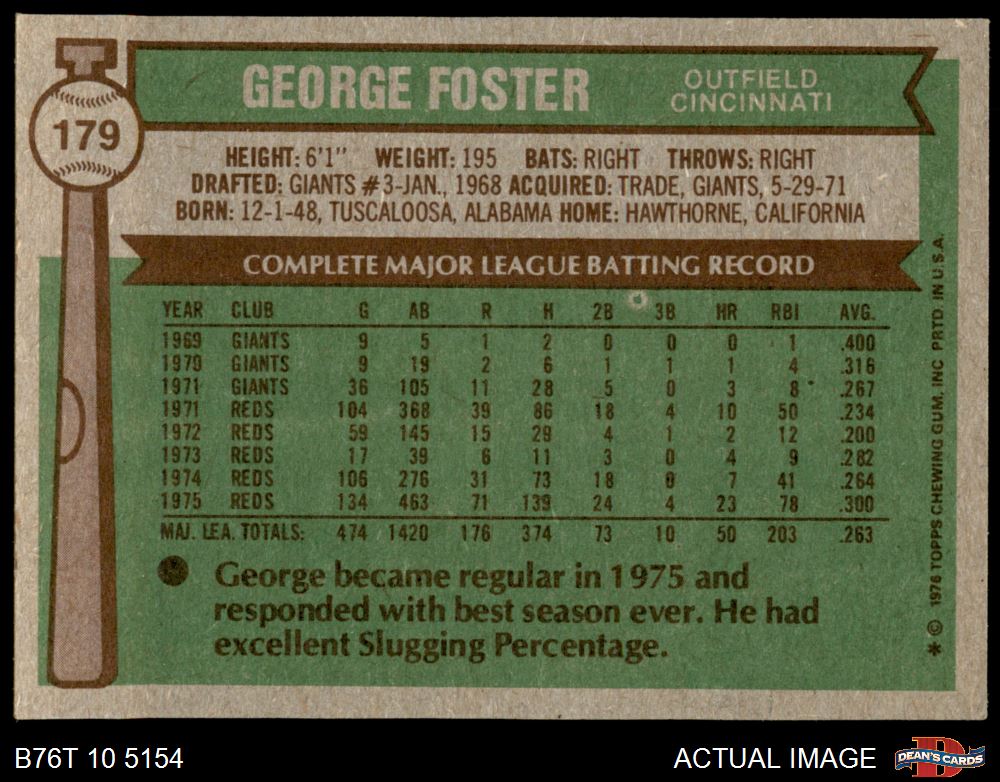 GEORGE FOSTER
OUTFIELD
CINCINNATI
179
HEIGHT: 6'1" WEIGHT: 195 BATS: RIGHT THROWS: RIGHT
DRAFTED: GIANTS #3-JAN., 1968 ACQUIRED: TRADE, GIANTS, 5-29-71
BORN: 12-1-48, TUSCALOOSA, ALABAMA HOME: HAWTHORNE, CALIFORNIA
COMPLETE MAJOR LEAGUE BATTING RECORD
YEAR CLUB G AB R H 2B 3B HR RBI AVG.
1969 GIANTS 9 5 1 2 0 0 0 1 .400
1970 GIANTS 9 19 2 6 1 1 1 4 .316
1971 GIANTS 36 105 11 28 5 0 3 8 .267
1971 REDS 104 368 39 86 18 4 10 50 .234
1972 REDS 59 145 15 29 4 1 2 12 .200
1973 REDS 17 39 6 11 3 0 4 9 .282
1974 REDS 106 276 31 73 18 0 7 41 .264
1975 REDS 134 463 71 139 24 4 23 78 .300
MAJ. LEA. TOTALS: 474 1420 176 374 73 10 50 203 .263
George became regular in 1975 and
responded with best season ever. He had
excellent Slugging Percentage.
* © 1976 TOPPS CHEWING GUM, INC PRTD. IN U.S.A.
B76T 10 5154
ACTUAL IMAGE
D
DEAN'S CARDS